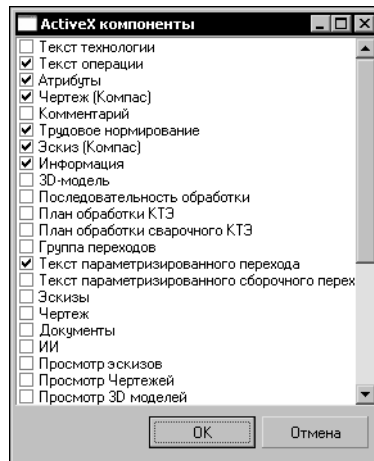 ActiveX компоненты
Текст технологии
Текст операции
Атрибуты
Чертеж (Компас)
Комментарий
Трудовое нормирование
Эскиз (Компас)
Информация
3D-модель
Последовательность обработки
План обработки КТЭ
План обработки сварочного КТЭ
Группа переходов
Текст параметризированного перехода
Текст параметризированного сборочного перех
Эскизы
Чертеж
Документы
ИИ
Просмотр эскизов
Просмотр Чертежей
Просмотр 3D моделей
OK Отмена